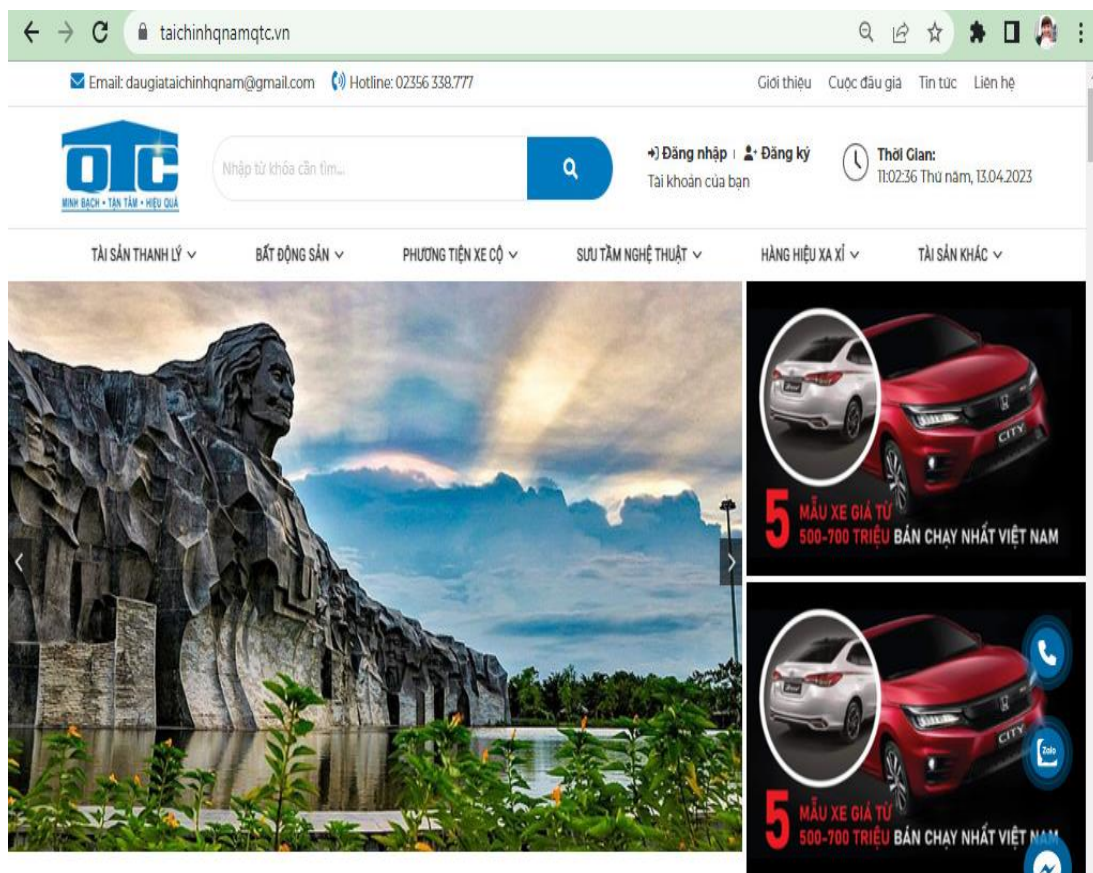 taichinhqnamqtc.vn
Email: daugiataichinhqnam@gmail.com Hotline: 02356 338.777 Giới thiệu Cuộc đấu giá Tin tức Liên hệ
QTC
MINH BẠCH • TẬN TÂM • HIỆU QUẢ
Nhập từ khóa cần tìm...
Đăng nhập | Đăng ký
Tài khoản của bạn
Thời Gian:
11:02:36 Thứ năm, 13.04.2023
TÀI SẢN THANH LÝ BẤT ĐỘNG SẢN PHƯƠNG TIỆN XE CỘ SƯU TẦM NGHỆ THUẬT HÀNG HIỆU XA XỈ TÀI SẢN KHÁC
CITY
5 MẪU XE GIÁ TỪ
500-700 TRIỆU BÁN CHẠY NHẤT VIỆT NAM
CITY
Zalo
5 MẪU XE GIÁ TỪ
500-700 TRIỆU BÁN CHẠY NHẤT VIỆT NAM